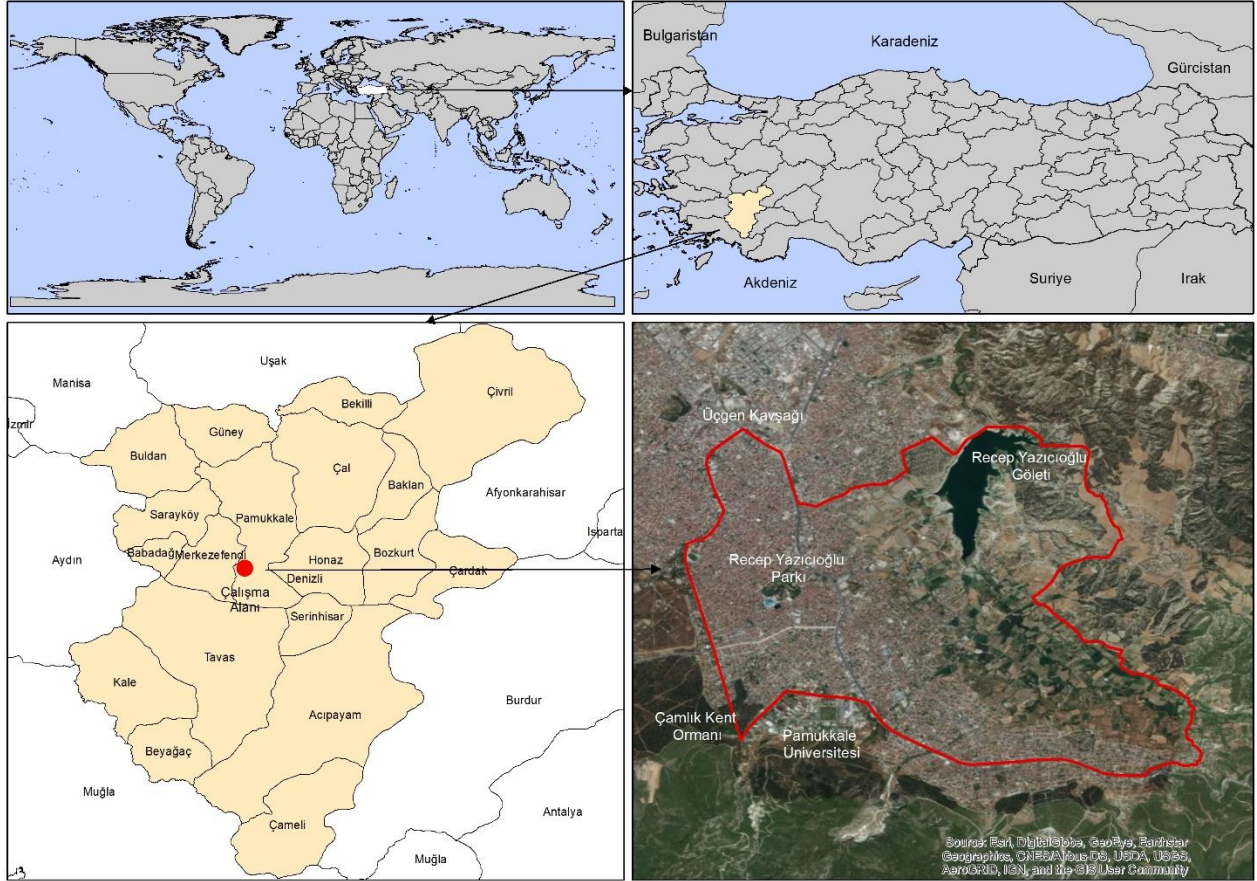 Bulgaristan
Karadeniz
Gürcistan
Akdeniz
Suriye
Irak
Uşak
Manisa
İzmir
Çivril
Bekilli
Güney
Buldan
Çal
Baklan
Afyonkarahisar
Sarayköy
Pamukkale
Isparta
Aydın
Babadağ
Merkezefendi
Honaz
Bozkurt
Çardak
Denizli
Çalışma
Alanı
Serinhisar
Tavas
Kale
Acıpayam
Burdur
Beyağaç
Muğla
Antalya
Çameli
Muğla
Üçgen Kavşağı
Recep Yazıcıoğlu
Göleti
Recep Yazıcıoğlu
Parkı
Çamlık Kent
Ormanı
Pamukkale
Üniversitesi
Source: Esri, DigitalGlobe, GeoEye, Earthstar
Geographics, CNES/Airbus DS, USDA, USGS,
AeroGRID, IGN, and the GIS User Community